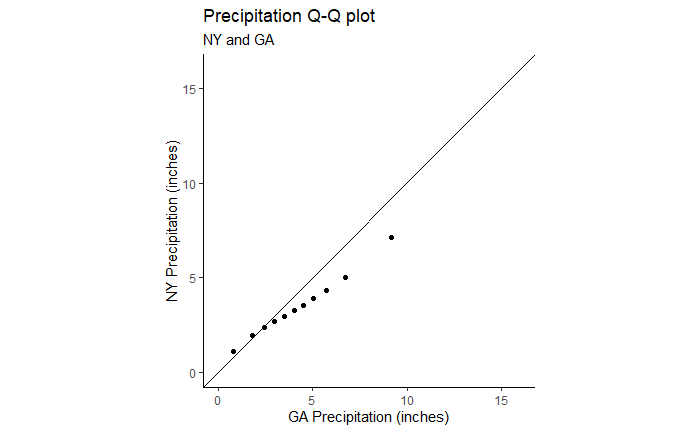 Precipitation Q-Q plot
NY and GA
NY Precipitation (inches)
15
10
5
0
0 5 10 15
GA Precipitation (inches)